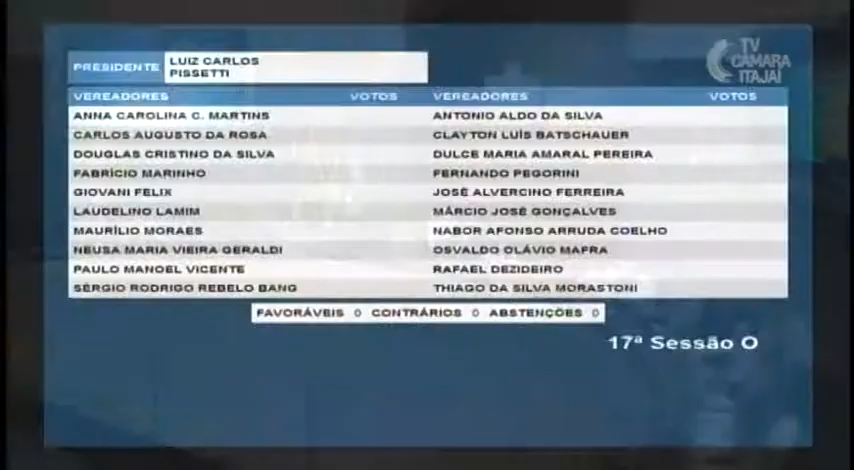 TV
CÂMARA
ITAJAÍ
PRESIDENTE
LUIZ CARLOS
PISSETTI
VEREADORES VOTOS VEREADORES VOTOS
ANNA CAROLINA C. MARTINS ANTONIO ALDO DA SILVA
CARLOS AUGUSTO DA ROSA CLAYTON LUÍS BATSCHAUER
DOUGLAS CRISTINO DA SILVA DULCE MARIA AMARAL PEREIRA
FABRÍCIO MARINHO FERNANDO PEGORINI
GIOVANI FELIX JOSÉ ALVERCINO FERREIRA
LAUDELINO LAMIM MÁRCIO JOSÉ GONÇALVES
MAURÍLIO MORAES NABOR AFONSO ARRUDA COELHO
NEUSA MARIA VIEIRA GERALDI OSVALDO OLÁVIO MAFRA
PAULO MANOEL VICENTE RAFAEL DEZIDEIRO
SÉRGIO RODRIGO REBELO BANG THIAGO DA SILVA MORASTONI
FAVORÁVEIS 0 CONTRÁRIOS 0 ABSTENÇÕES 0
17ª Sessão O